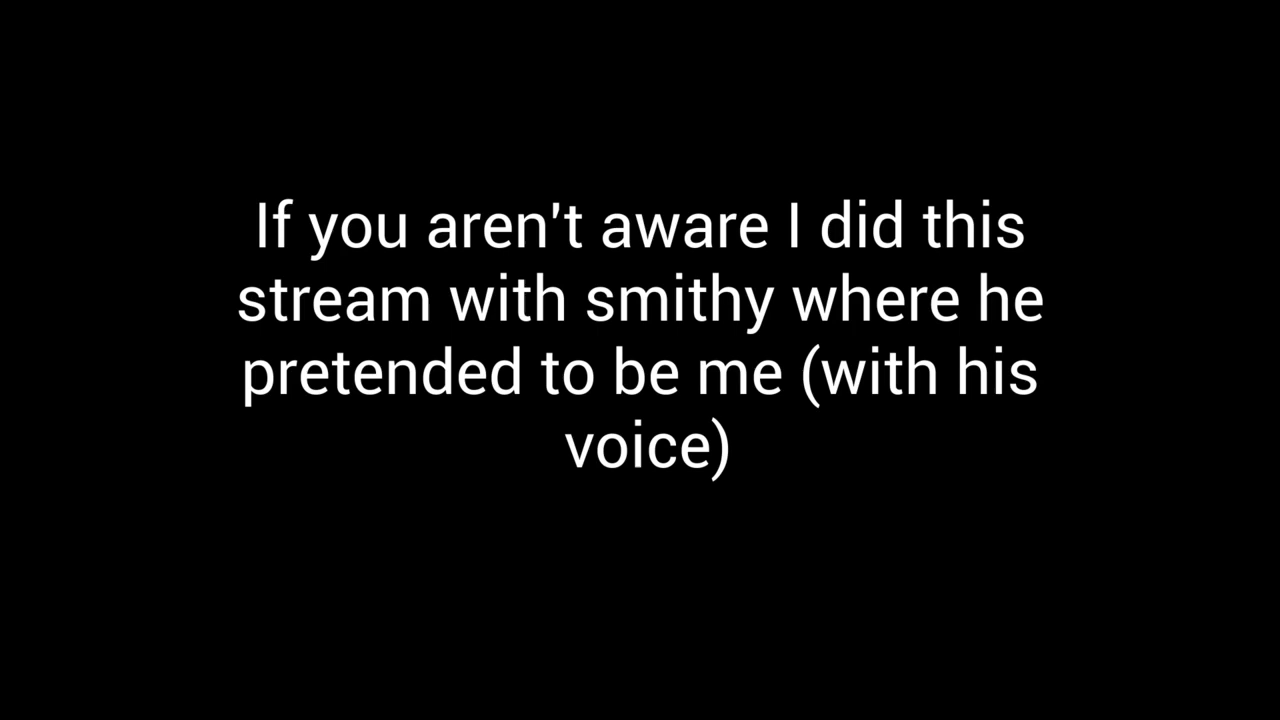 If you aren't aware I did this
stream with smithy where he
pretended to be me (with his
voice)